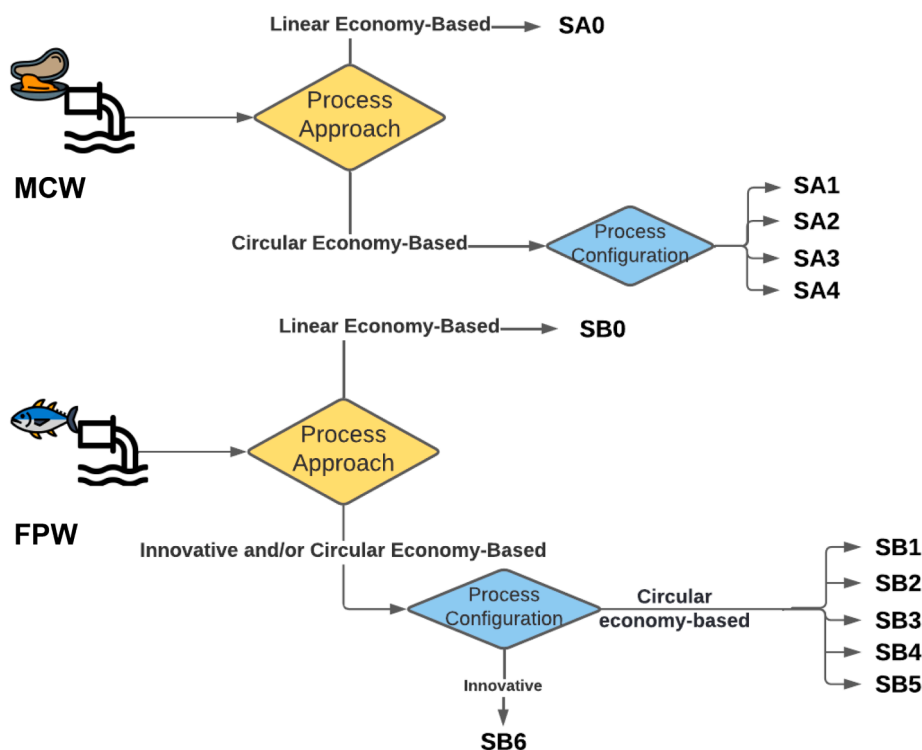 Linear Economy-Based
SA0
Process
Approach
MCW
Circular Economy-Based
Process
Configuration
SA1
SA2
SA3
SA4
Linear Economy-Based
SB0
Process
Approach
FPW
Innovative and/or Circular Economy-Based
Process
Configuration
Circular
economy-based
SB1
SB2
SB3
SB4
SB5
Innovative
SB6